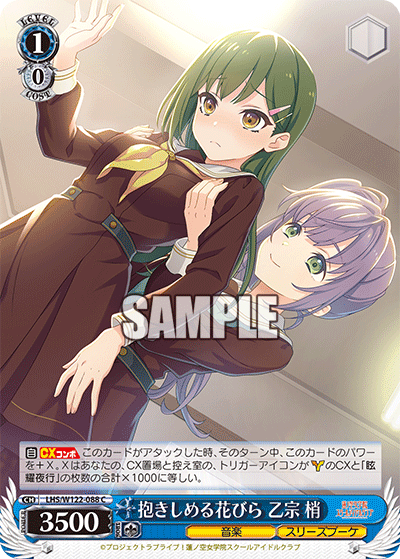 LEVEL
1
0
COST
SAMPLE
CXコンボ このカードがアタックした時、そのターン中、このカードのパワー
を+X。Xはあなたの、CX置場と控え室の、トリガーアイコンが のCXと「眩
耀夜行」の枚数の合計×1000に等しい。
CH LHS/W122-088 C
3500
抱きしめる花びら 乙宗 梢
音楽 スリーズブーケ
©プロジェクトラブライブ！蓮ノ空女学院スクールアイドルクラブ